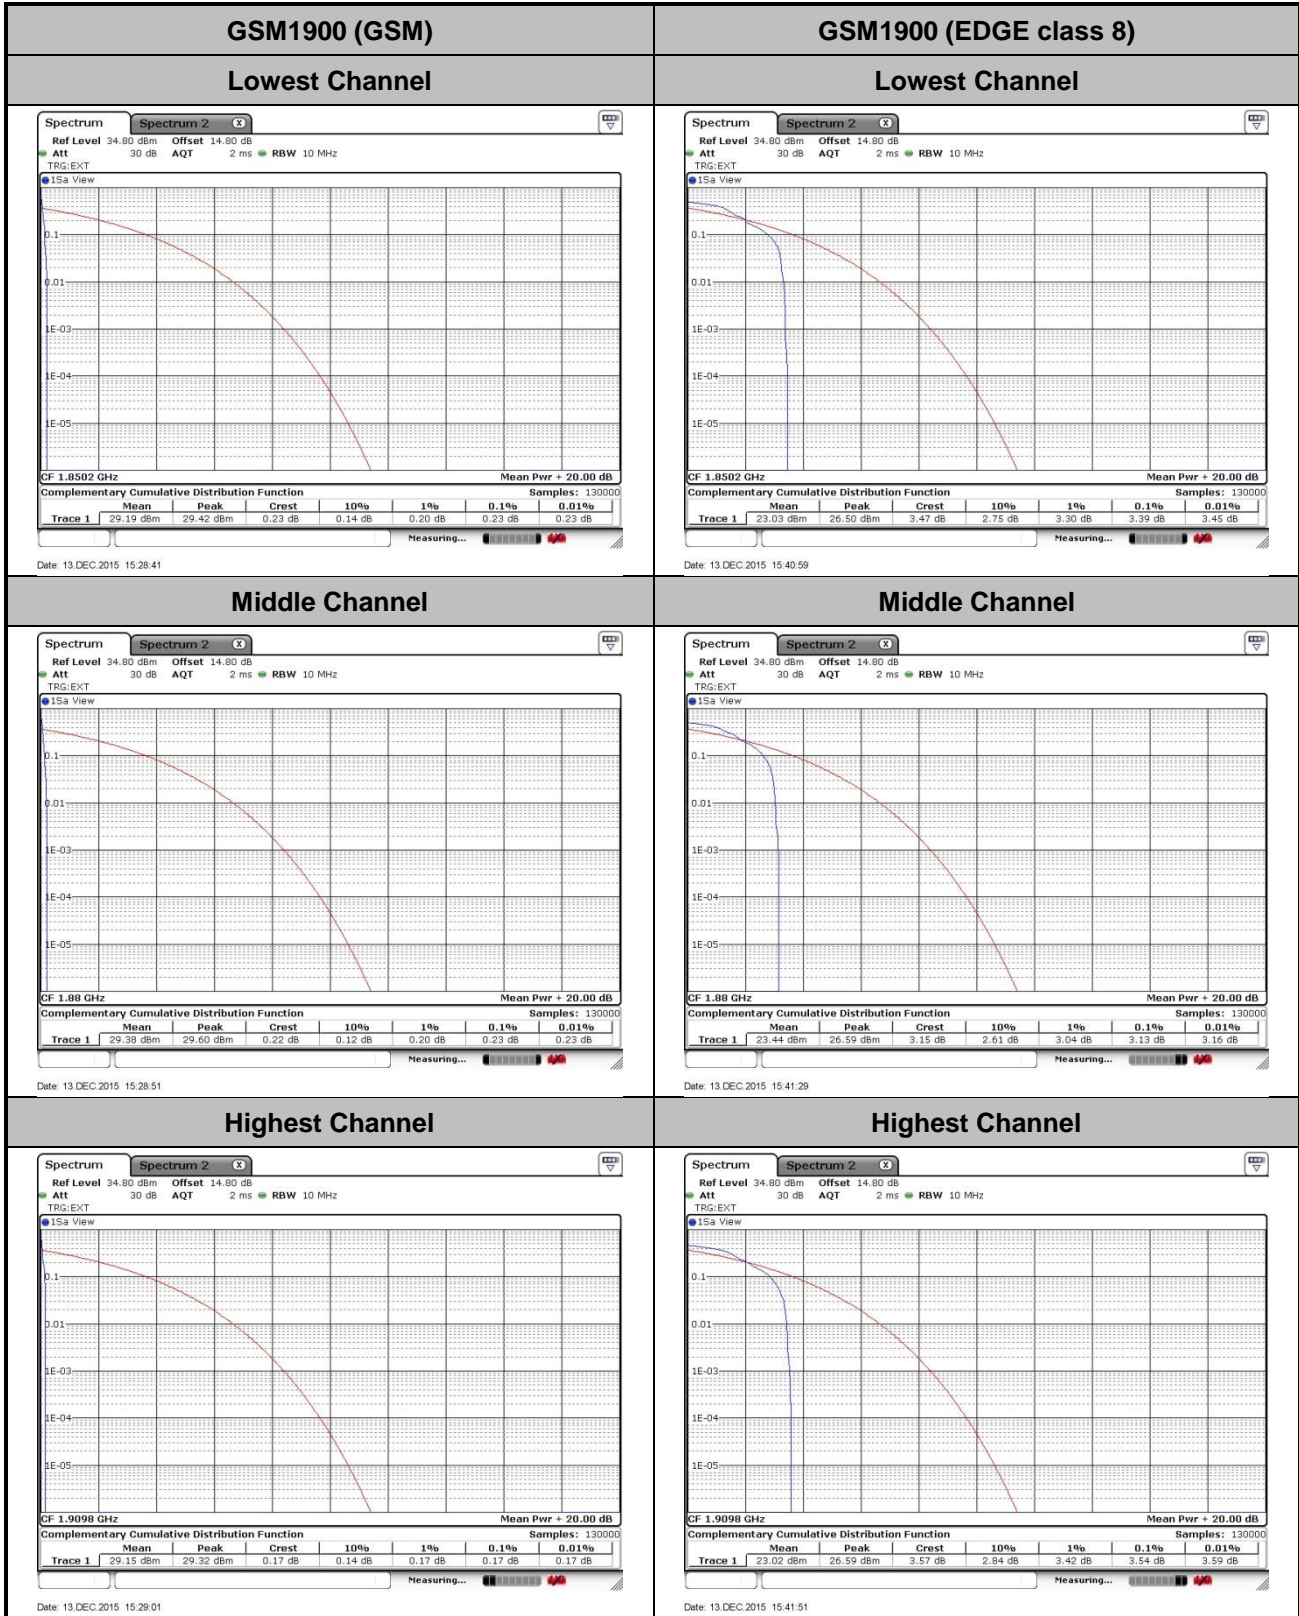 GSM1900 (GSM)
GSM1900 (EDGE class 8)
Lowest Channel
Lowest Channel
Spectrum Spectrum 2 X
Ref Level 34.80 dBm Offset 14.80 dB
Att 30 dB AQT 2 ms RBW 10 MHz
TRG:EXT
1Sa View
0.1
0.01
1E-03
1E-04
1E-05
CF 1.8502 GHz Mean Pwr + 20.00 dB
Complementary Cumulative Distribution Function Samples: 130000
Mean Peak Crest 10% 1% 0.1% 0.01%
Trace 1 29.19 dBm 29.42 dBm 0.23 dB 0.14 dB 0.20 dB 0.23 dB 0.23 dB
Measuring...
Date: 13.DEC.2015 15:28:41
Spectrum Spectrum 2 X
Ref Level 34.80 dBm Offset 14.80 dB
Att 30 dB AQT 2 ms RBW 10 MHz
TRG:EXT
1Sa View
0.1
0.01
1E-03
1E-04
1E-05
CF 1.8502 GHz Mean Pwr + 20.00 dB
Complementary Cumulative Distribution Function Samples: 130000
Mean Peak Crest 10% 1% 0.1% 0.01%
Trace 1 23.03 dBm 26.50 dBm 3.47 dB 2.75 dB 3.30 dB 3.39 dB 3.45 dB
Measuring...
Date: 13.DEC.2015 15:40:59
Middle Channel
Middle Channel
Spectrum Spectrum 2 X
Ref Level 34.80 dBm Offset 14.80 dB
Att 30 dB AQT 2 ms RBW 10 MHz
TRG:EXT
1Sa View
0.1
0.01
1E-03
1E-04
1E-05
CF 1.88 GHz Mean Pwr + 20.00 dB
Complementary Cumulative Distribution Function Samples: 130000
Mean Peak Crest 10% 1% 0.1% 0.01%
Trace 1 29.38 dBm 29.60 dBm 0.22 dB 0.12 dB 0.20 dB 0.23 dB 0.23 dB
Measuring...
Date: 13.DEC.2015 15:28:51
Spectrum Spectrum 2 X
Ref Level 34.80 dBm Offset 14.80 dB
Att 30 dB AQT 2 ms RBW 10 MHz
TRG:EXT
1Sa View
0.1
0.01
1E-03
1E-04
1E-05
CF 1.88 GHz Mean Pwr + 20.00 dB
Complementary Cumulative Distribution Function Samples: 130000
Mean Peak Crest 10% 1% 0.1% 0.01%
Trace 1 23.44 dBm 26.59 dBm 3.15 dB 2.61 dB 3.04 dB 3.13 dB 3.16 dB
Measuring...
Date: 13.DEC.2015 15:41:29
Highest Channel
Highest Channel
Spectrum Spectrum 2 X
Ref Level 34.80 dBm Offset 14.80 dB
Att 30 dB AQT 2 ms RBW 10 MHz
TRG:EXT
1Sa View
0.1
0.01
1E-03
1E-04
1E-05
CF 1.9098 GHz Mean Pwr + 20.00 dB
Complementary Cumulative Distribution Function Samples: 130000
Mean Peak Crest 10% 1% 0.1% 0.01%
Trace 1 29.15 dBm 29.32 dBm 0.17 dB 0.14 dB 0.17 dB 0.17 dB 0.17 dB
Measuring...
Date: 13.DEC.2015 15:29:01
Spectrum Spectrum 2 X
Ref Level 34.80 dBm Offset 14.80 dB
Att 30 dB AQT 2 ms RBW 10 MHz
TRG:EXT
1Sa View
0.1
0.01
1E-03
1E-04
1E-05
CF 1.9098 GHz Mean Pwr + 20.00 dB
Complementary Cumulative Distribution Function Samples: 130000
Mean Peak Crest 10% 1% 0.1% 0.01%
Trace 1 23.02 dBm 26.59 dBm 3.57 dB 2.84 dB 3.42 dB 3.54 dB 3.59 dB
Measuring...
Date: 13.DEC.2015 15:41:51